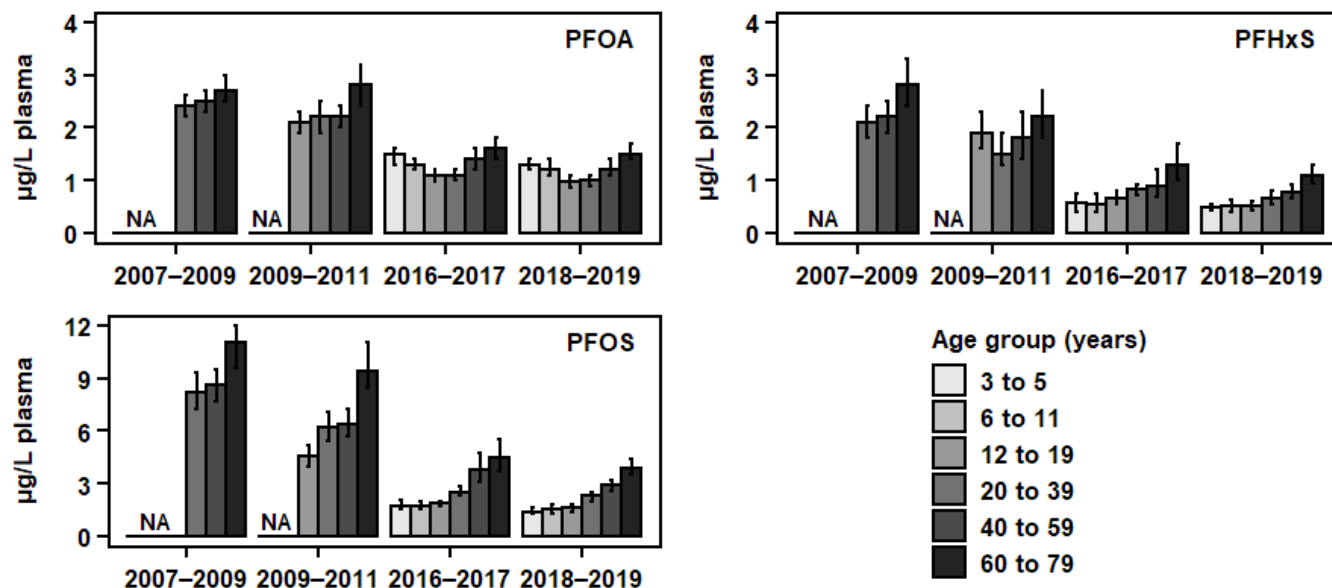 PFOA
µg/L plasma
4
3
2
1
0
NA
NA
2007–2009
2009–2011
2016–2017
2018–2019
PFHxS
µg/L plasma
4
3
2
1
0
NA
NA
2007–2009
2009–2011
2016–2017
2018–2019
PFOS
µg/L plasma
12
9
6
3
0
NA
NA
2007–2009
2009–2011
2016–2017
2018–2019
Age group (years)
3 to 5
6 to 11
12 to 19
20 to 39
40 to 59
60 to 79